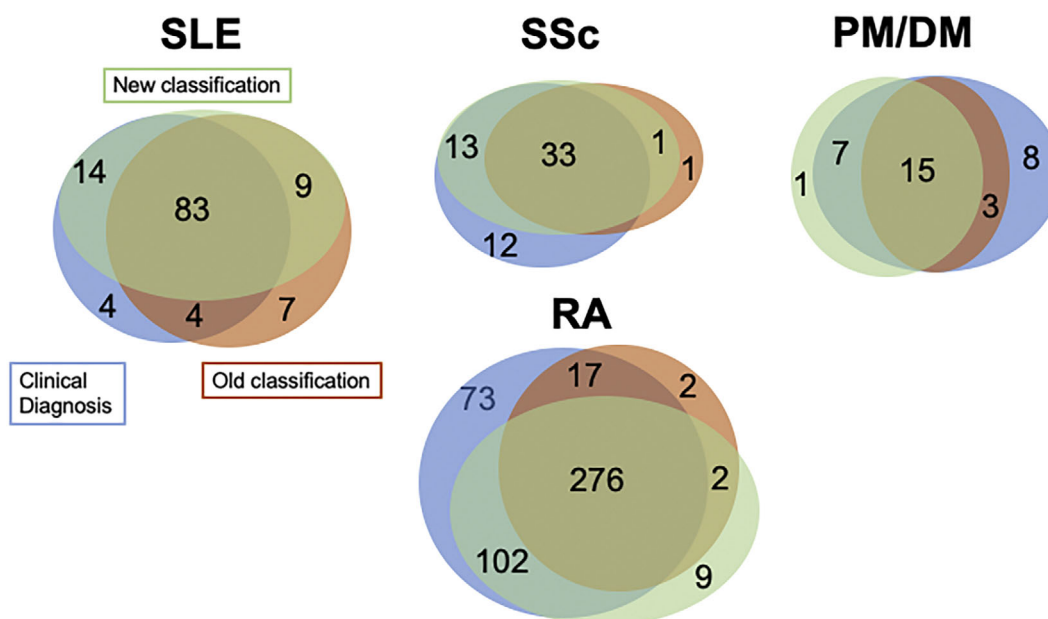 SLE
SSc
PM/DM
New classification
14
83
9
4
4
7
Clinical
Diagnosis
Old classification
13
33
1
1
12
1
7
15
3
8
RA
73
17
2
276
2
102
9